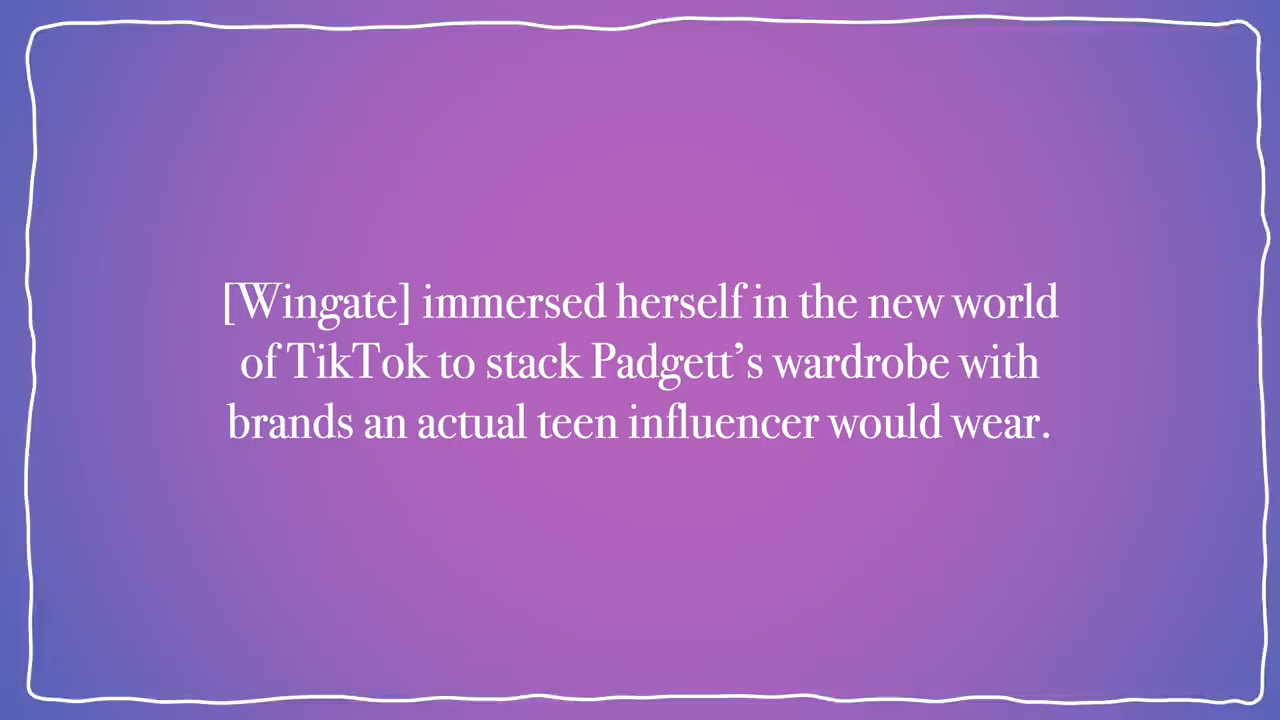 [Wingate] immersed herself in the new world
of TikTok to stack Padgett’s wardrobe with
brands an actual teen influencer would wear.